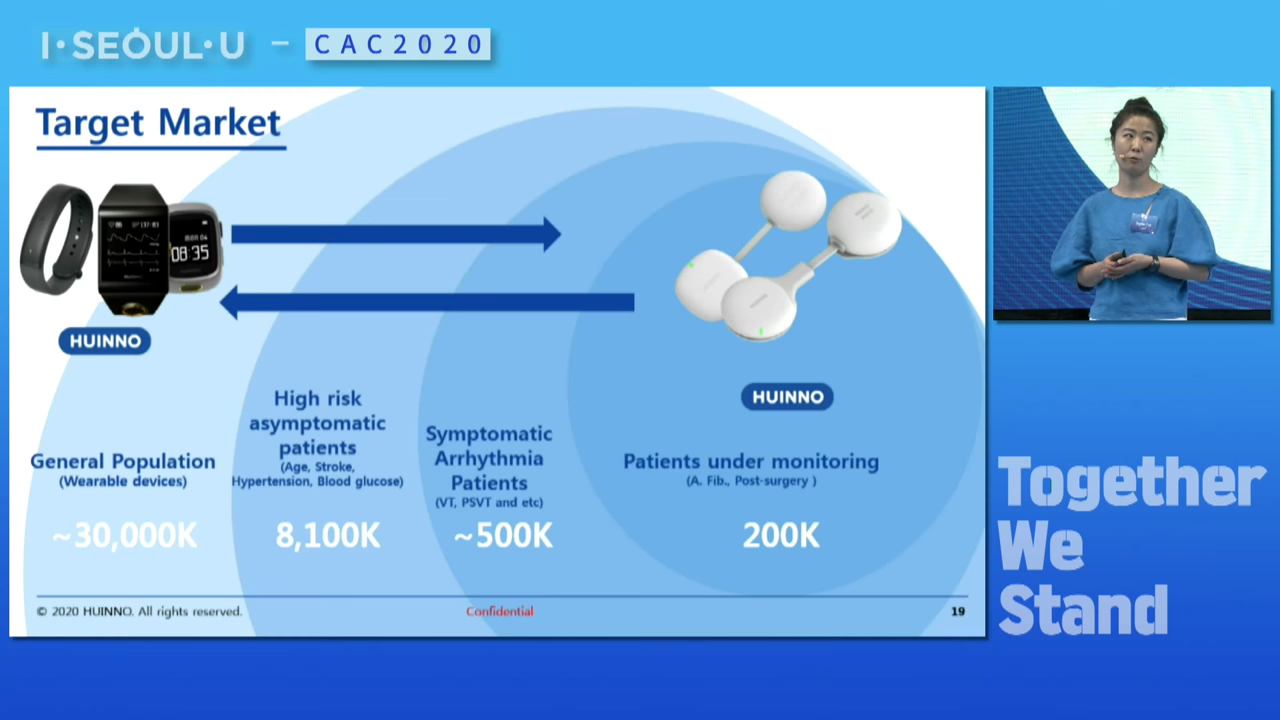 I·SEOUL·U – CAC2020
Target Market
08:35
HUINNO
HUINNO
High risk
asymptomatic
patients
(Age, Stroke,
Hypertension, Blood glucose)
Symptomatic
Arrhythmia
Patients
(VT, PSVT and etc)
General Population
(Wearable devices)
Patients under monitoring
(A. Fib., Post-surgery )
~30,000K
8,100K
~500K
200K
© 2020 HUINNO. All rights reserved.
Confidential
19
Together
We
Stand